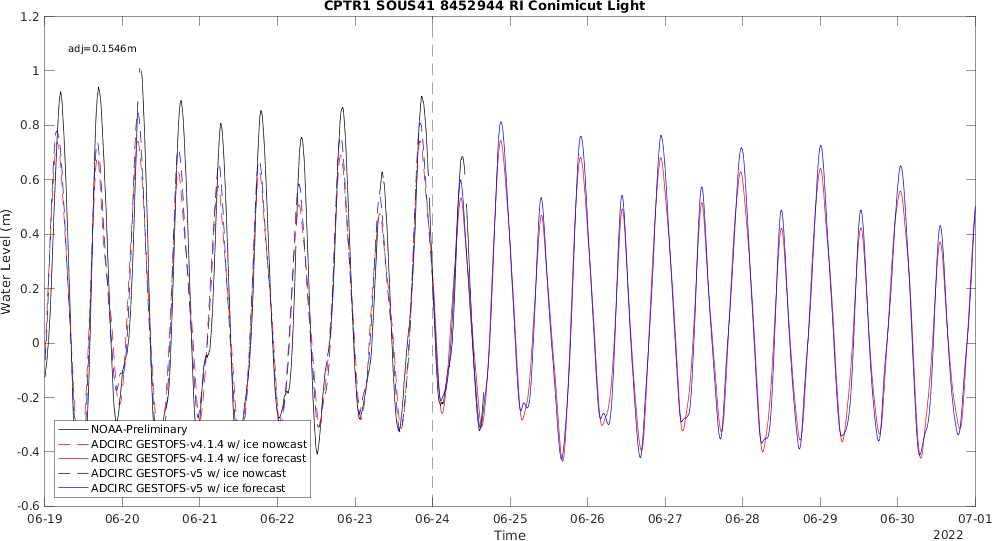 CPTR1 SOUS41 8452944 RI Conimicut Light
adj=0.1546m
Water Level (m)
1.2
1
0.8
0.6
0.4
0.2
0
-0.2
-0.4
-0.6
NOAA-Preliminary
ADCIRC GESTOFS-v4.1.4 w/ ice nowcast
ADCIRC GESTOFS-v4.1.4 w/ ice forecast
ADCIRC GESTOFS-v5 w/ ice nowcast
ADCIRC GESTOFS-v5 w/ ice forecast
06-19 06-20 06-21 06-22 06-23 06-24 06-25 06-26 06-27 06-28 06-29 06-30 07-01
Time
2022